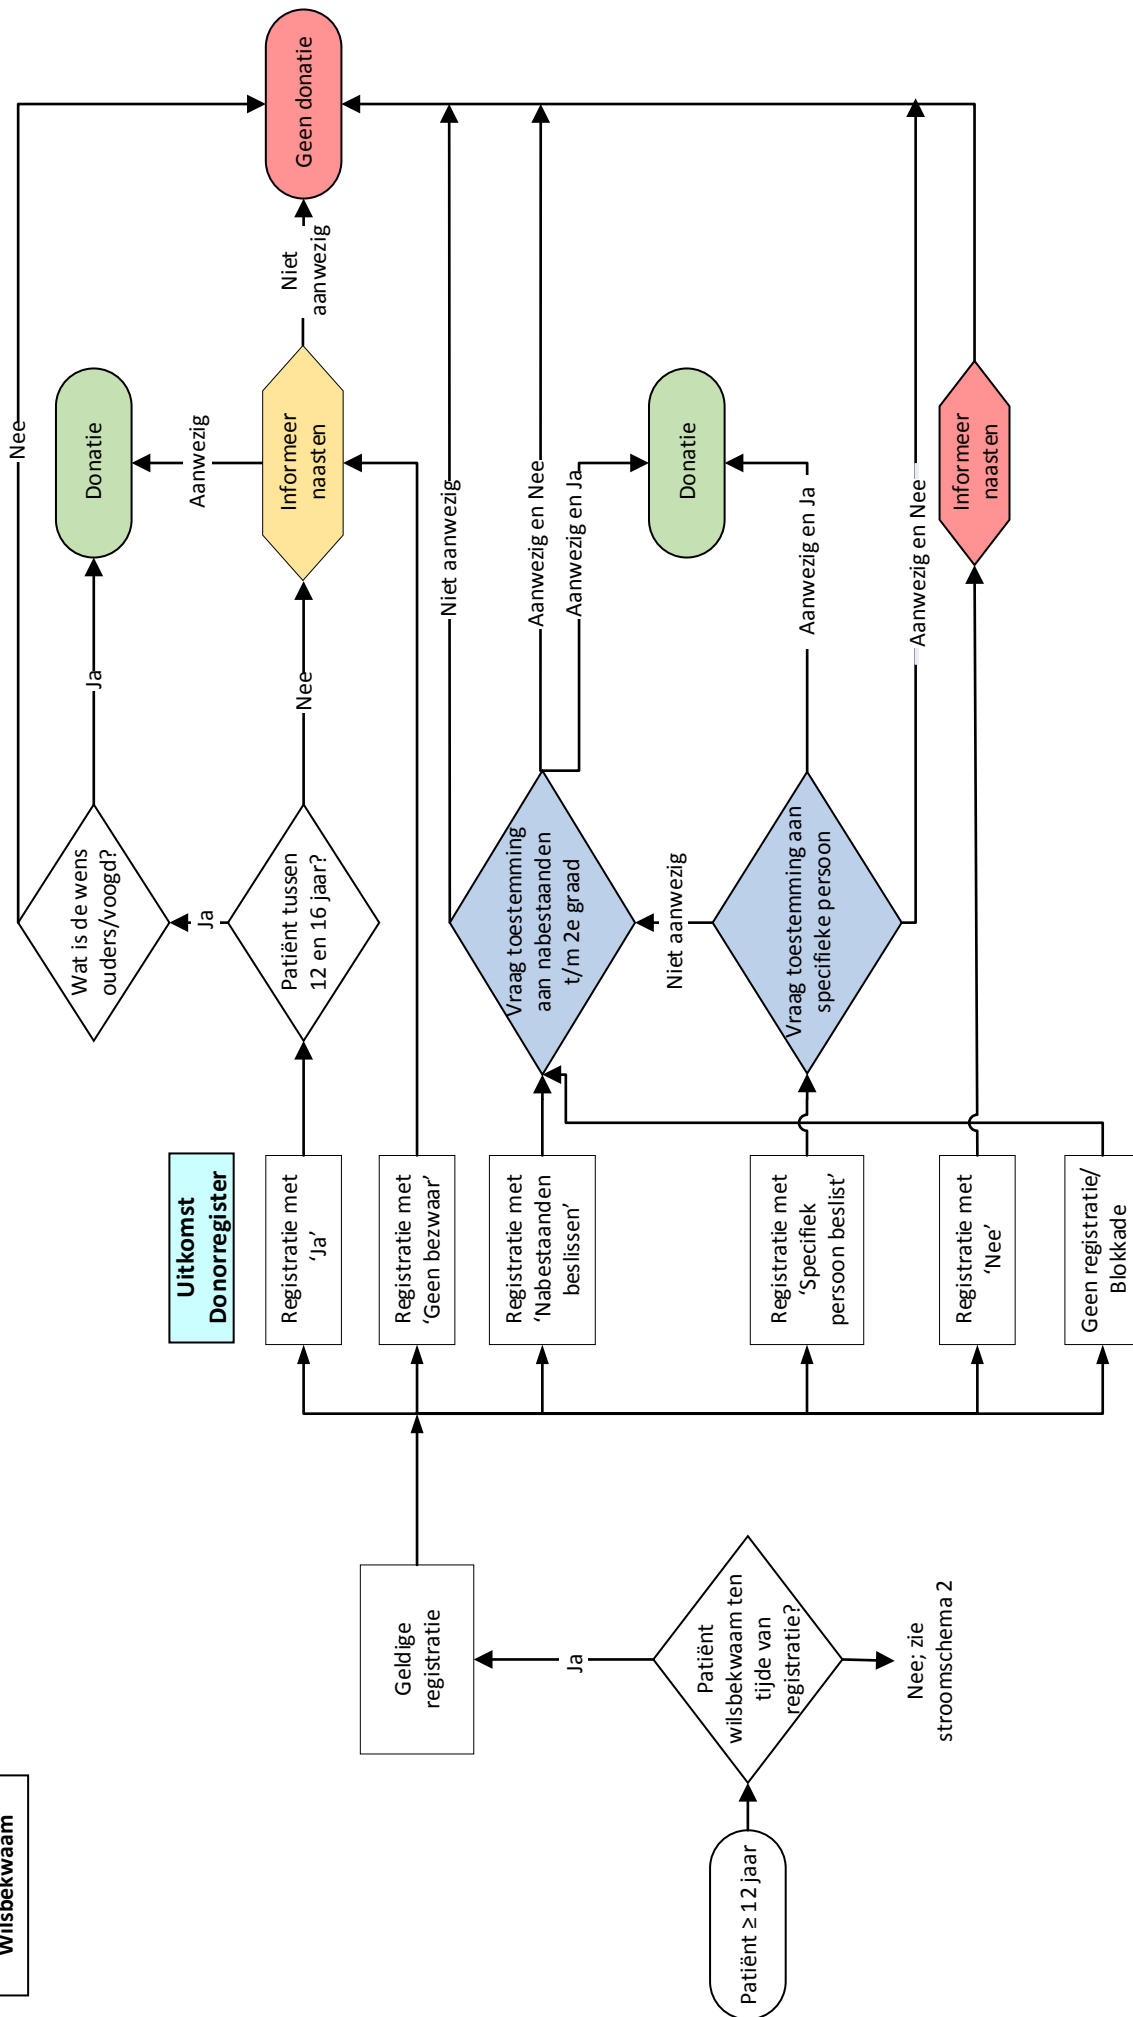 Wilsbekwaam
Patiënt ≥ 12 jaar
Patiënt
wilsbekwaam ten
tijde van
registratie?
Ja
Nee; zie
stroomschema 2
Geldige
registratie
Uitkomst
Donorregister
Registratie met
‘Ja’
Registratie met
‘Geen bezwaar’
Registratie met
‘Nabestaanden
beslissen’
Registratie met
‘Specifiek
persoon beslist’
Registratie met
‘Nee’
Geen registratie/
Blokkade
Wat is de wens
ouders/voogd?
Ja
Patiënt tussen
12 en 16 jaar?
Vraag toestemming
aan nabestanden
t/m 2e graad
Niet aanwezig
Vraag toestemming aan
specifieke persoon
Nee
Ja
Nee
Niet aanwezig
Aanwezig en Nee
Aanwezig en Ja
Aanwezig en Ja
Aanwezig en Nee
Donatie
Aanwezig
Informeer
naasten
Donatie
Informeer
naasten
Niet
aanwezig
Geen donatie